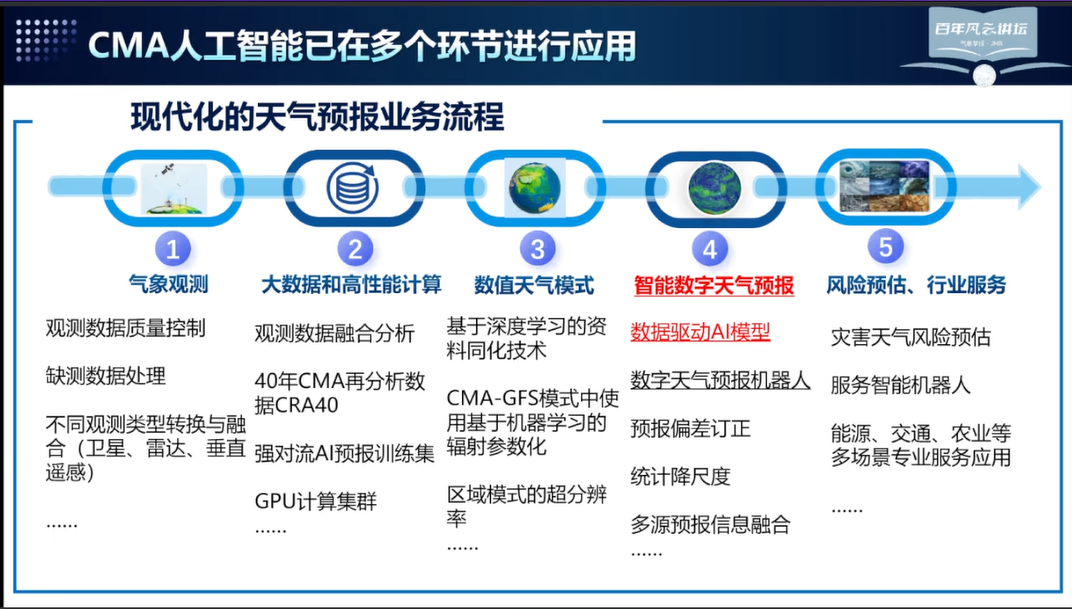 CMA人工智能已在多个环节进行应用
百年风云讲坛
现代化的天气预报业务流程
1
气象观测
观测数据质量控制
缺测数据处理
不同观测类型转换与融
合（卫星、雷达、垂直
遥感）
……
2
大数据和高性能计算
观测数据融合分析
40年CMA再分析数
据CRA40
强对流AI预报训练集
GPU计算集群
……
3
数值天气模式
基于深度学习的资
料同化技术
CMA-GFS模式中使
用基于机器学习的
辐射参数化
区域模式的超分辨
率
……
4
智能数字天气预报
数据驱动AI模型
数字天气预报机器人
预报偏差订正
统计降尺度
多源预报信息融合
……
5
风险预估、行业服务
灾害天气风险预估
服务智能机器人
能源、交通、农业等
多场景专业服务应用
……